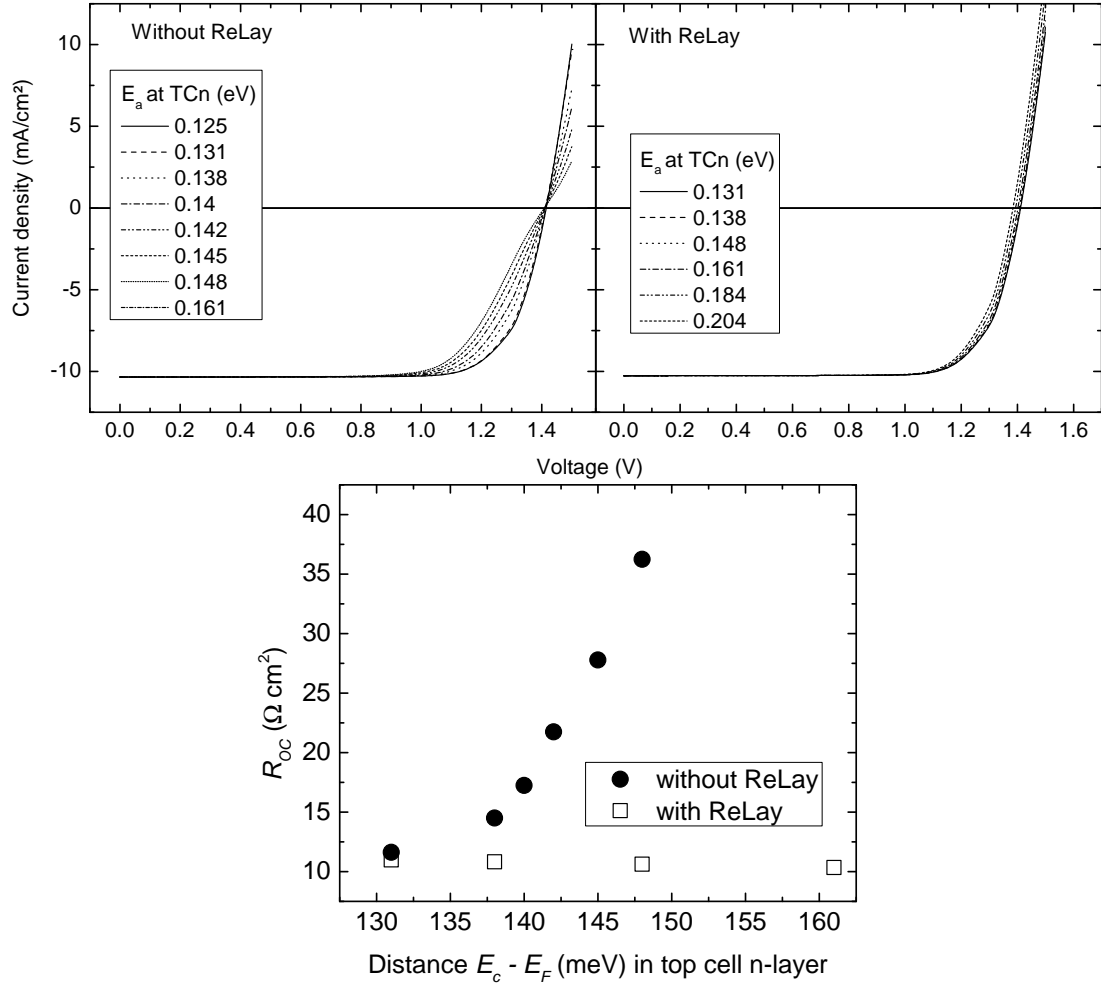 Without ReLay
With ReLay
Current density (mA/cm²)
10
5
0
-5
-10
E_a at TCn (eV)
0.125
0.131
0.138
0.14
0.142
0.145
0.148
0.161
E_a at TCn (eV)
0.131
0.138
0.148
0.161
0.184
0.204
0.0 0.2 0.4 0.6 0.8 1.0 1.2 1.4
0.0 0.2 0.4 0.6 0.8 1.0 1.2 1.4 1.6
Voltage (V)
R_OC (Ω cm²)
40
35
30
25
20
15
10
without ReLay
with ReLay
130 135 140 145 150 155 160
Distance E_c - E_F (meV) in top cell n-layer